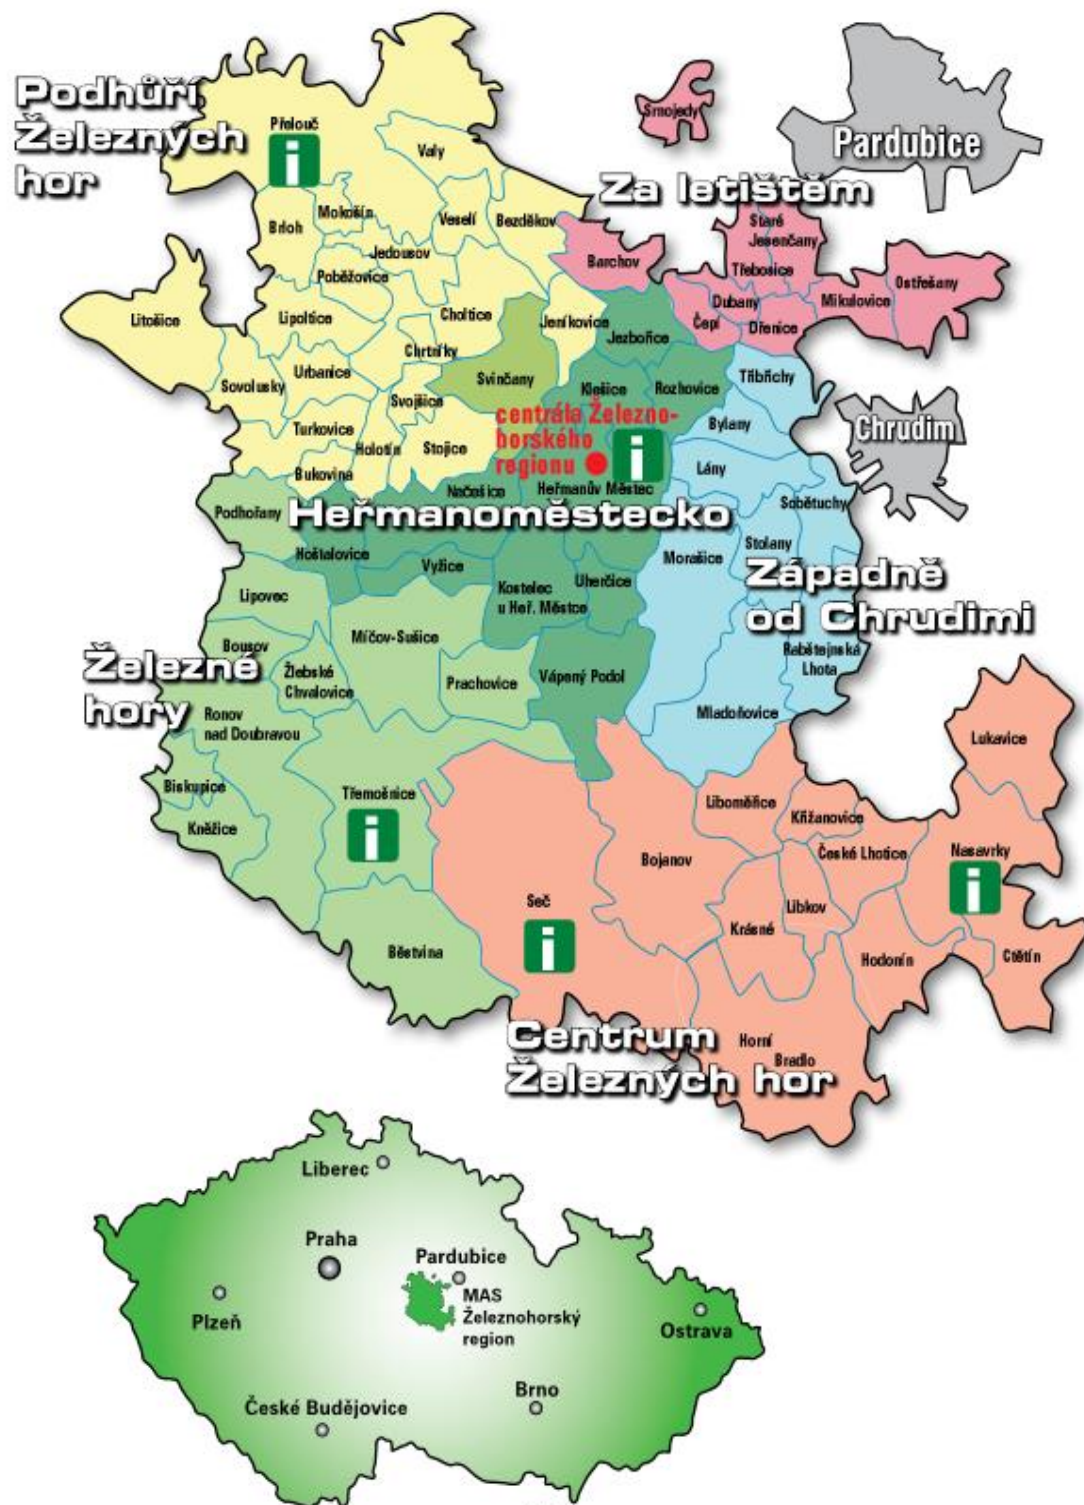 Podhůří
Železných
hor
Přelouč
i
Valy
Srnojedy
Pardubice
Za letištěm
Mokošín
Brloh
Veselí
Bezděkov
Jedousov
Poběžovice
Barchov
Staré
Jesenčany
Třebosice
Ostřešany
Dubany
Mikulovice
Čepí
Dřenice
Litošice
Lipoltice
Choltice
Jeníkovice
Jezbořice
Chrtníky
Urbanice
Sovolusky
Svinčany
Klešice
Rozhovice
Třibřichy
Svojšice
centrála Železno-
horského
regionu
i
Bylany
Chrudim
Turkovice
Holotín
Stojice
Bukovina
Lány
Načešice
Heřmanův Městec
Sobětuchy
Podhořany
Heřmanoměstecko
Hoštalovice
Vyžice
Morašice
Stolany
Západně
od Chrudimi
Lipovec
Kostelec
u Heř. Městce
Uherčice
Bousov
Míčov-Sušice
Železné
hory
Žlebské
Chvalovice
Prachovice
Vápený Podol
Rabštejnská
Lhota
Ronov
nad Doubravou
Mladoňovice
Lukavice
Biskupice
Třemošnice
i
Kněžice
Liboměřice
Křižanovice
Bojanov
České Lhotice
Nasavrky
i
Seč
i
Libkov
Krásné
Běstvina
Hodonín
Ctětín
Centrum
Železných hor
Horní
Bradlo
Liberec
Praha
Pardubice
MAS
Železnohorský
region
Plzeň
Ostrava
Brno
České Budějovice